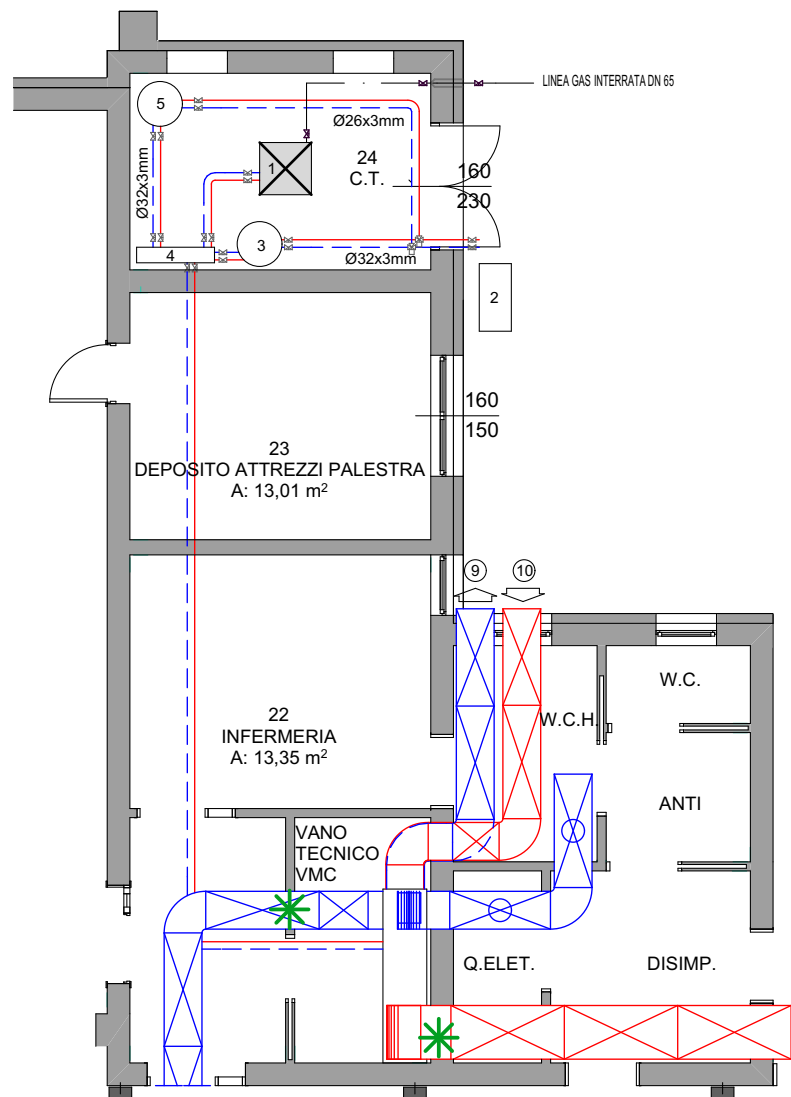 LINEA GAS INTERRATA DN 65
5
Ø26x3mm
24
C.T.
160
230
1
Ø32x3mm
3
4
Ø32x3mm
2
160
150
23
DEPOSITO ATTREZZI PALESTRA
A: 13,01 m²
9
10
W.C.
W.C.H.
22
INFERMERIA
A: 13,35 m²
ANTI
VANO
TECNICO
VMC
Q.ELET.
DISIMP.